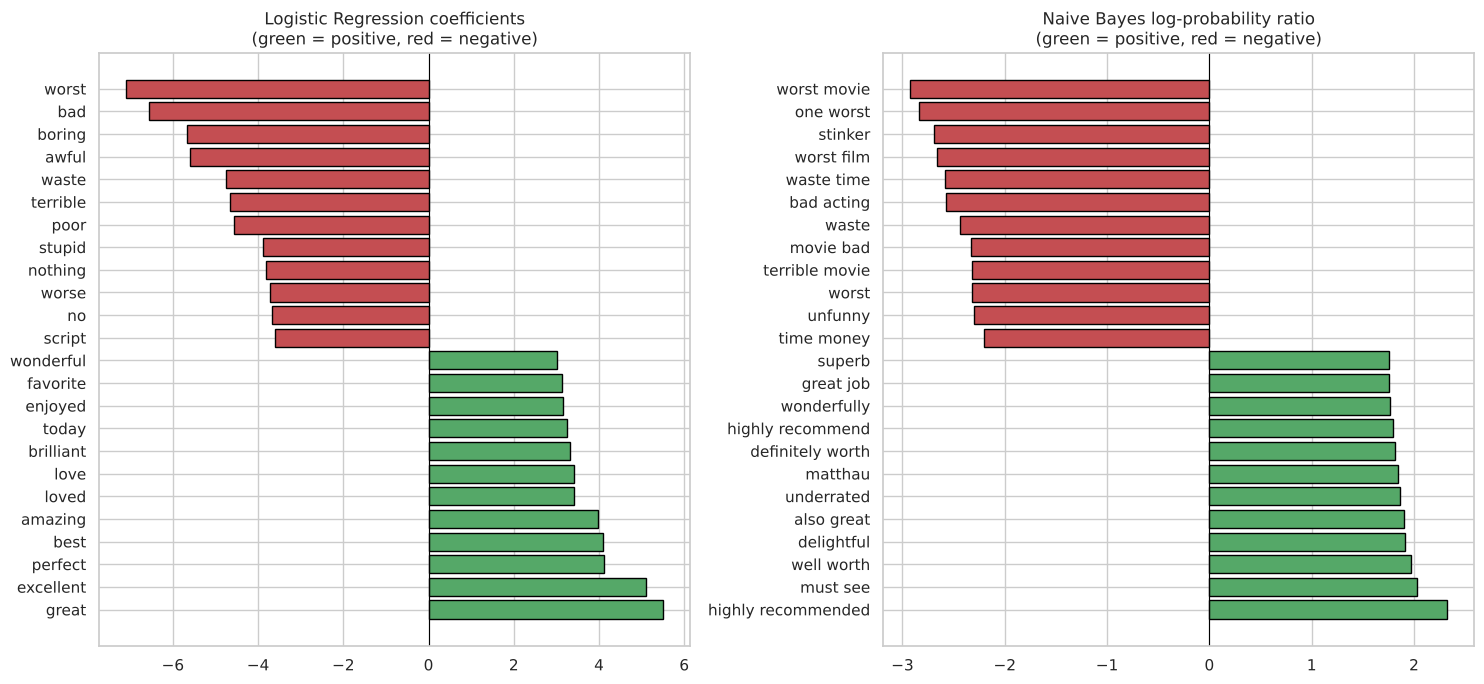 Logistic Regression coefficients
(green = positive, red = negative)
worst
bad
boring
awful
waste
terrible
poor
stupid
nothing
worse
no
script
wonderful
favorite
enjoyed
today
brilliant
love
loved
amazing
best
perfect
excellent
great
−6 −4 −2 0 2 4 6
Naive Bayes log-probability ratio
(green = positive, red = negative)
worst movie
one worst
stinker
worst film
waste time
bad acting
waste
movie bad
terrible movie
worst
unfunny
time money
superb
great job
wonderfully
highly recommend
definitely worth
matthau
underrated
also great
delightful
well worth
must see
highly recommended
−3 −2 −1 0 1 2